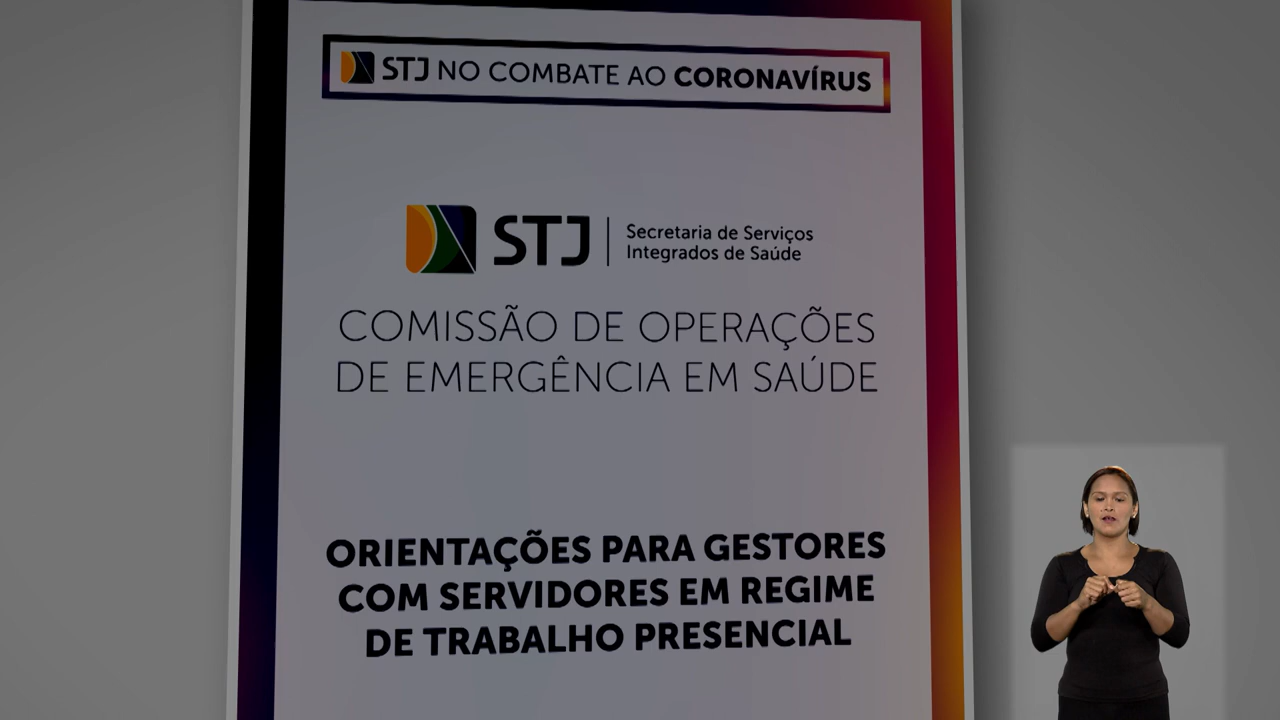 STJ NO COMBATE AO CORONAVÍRUS
STJ
Secretaria de Serviços
Integrados de Saúde
COMISSÃO DE OPERAÇÕES
DE EMERGÊNCIA EM SAÚDE
ORIENTAÇÕES PARA GESTORES
COM SERVIDORES EM REGIME
DE TRABALHO PRESENCIAL